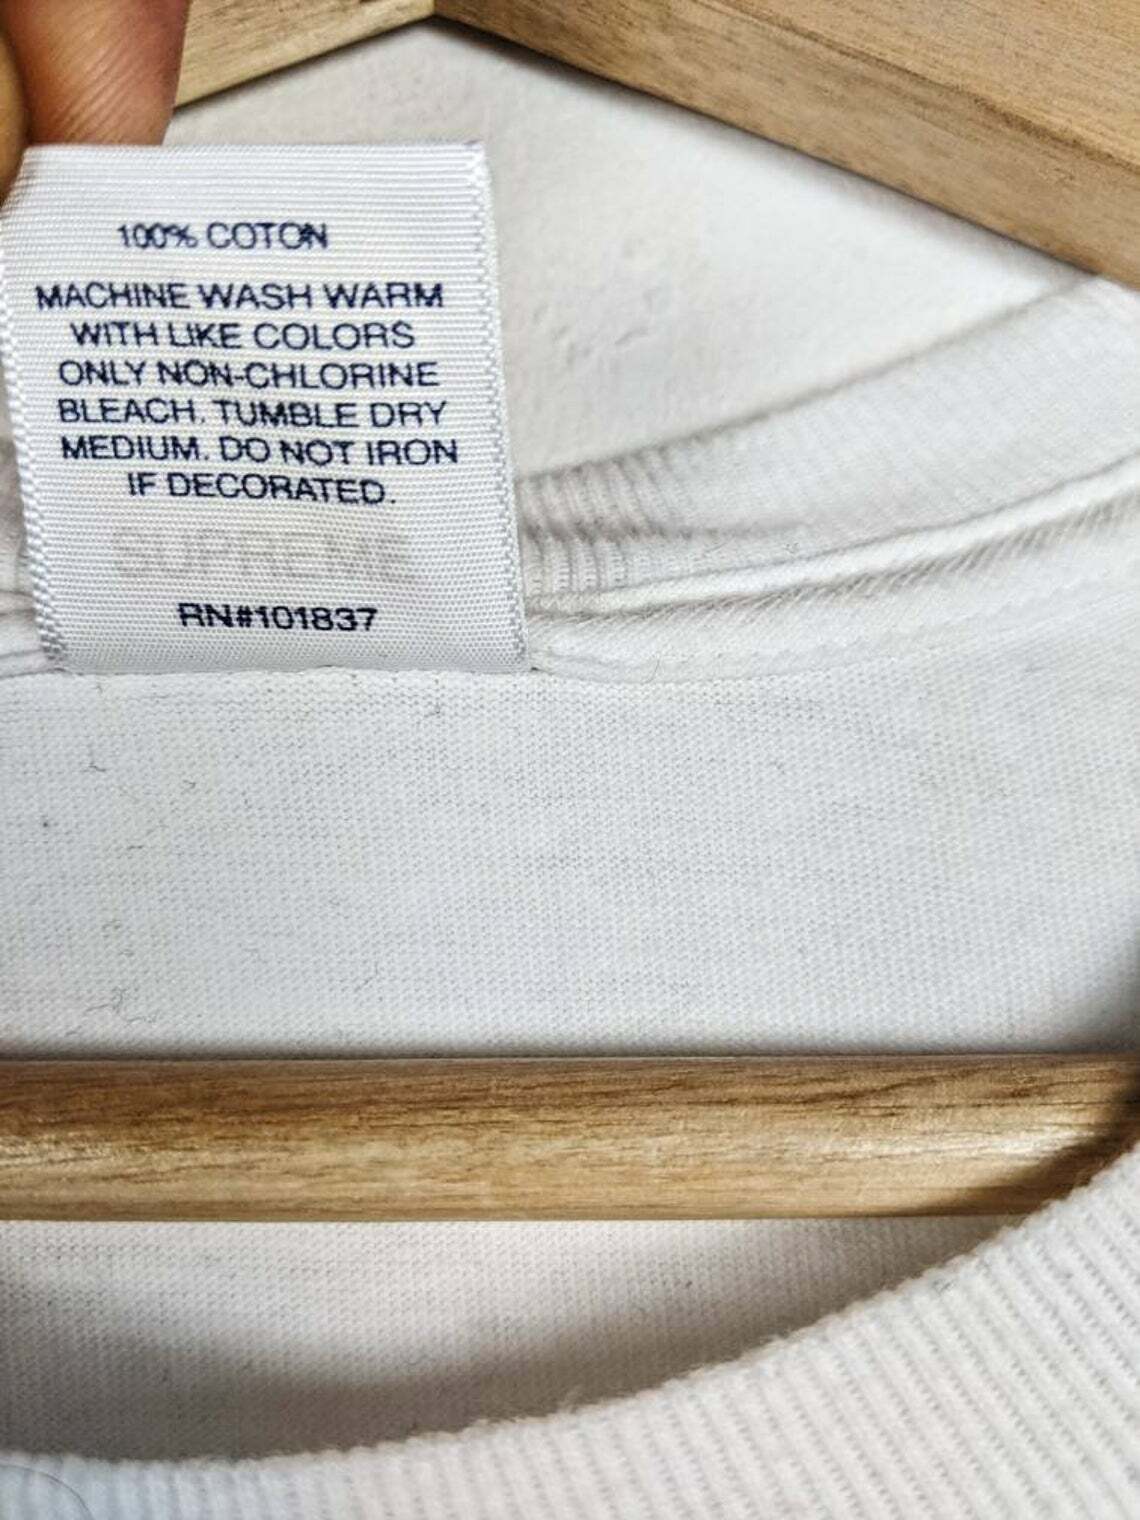 100% COTON
MACHINE WASH WARM
WITH LIKE COLORS
ONLY NON-CHLORINE
BLEACH. TUMBLE DRY
MEDIUM. DO NOT IRON
IF DECORATED.
SUPREME
RN#101837